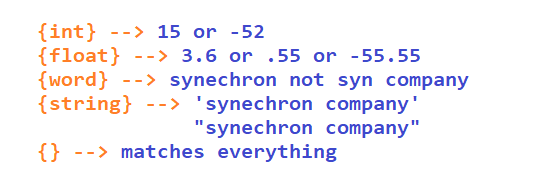 {int} --> 15 or -52
{float} --> 3.6 or .55 or -55.55
{word} --> synechron not syn company
{string} --> 'synechron company'
"synechron company"
{} --> matches everything